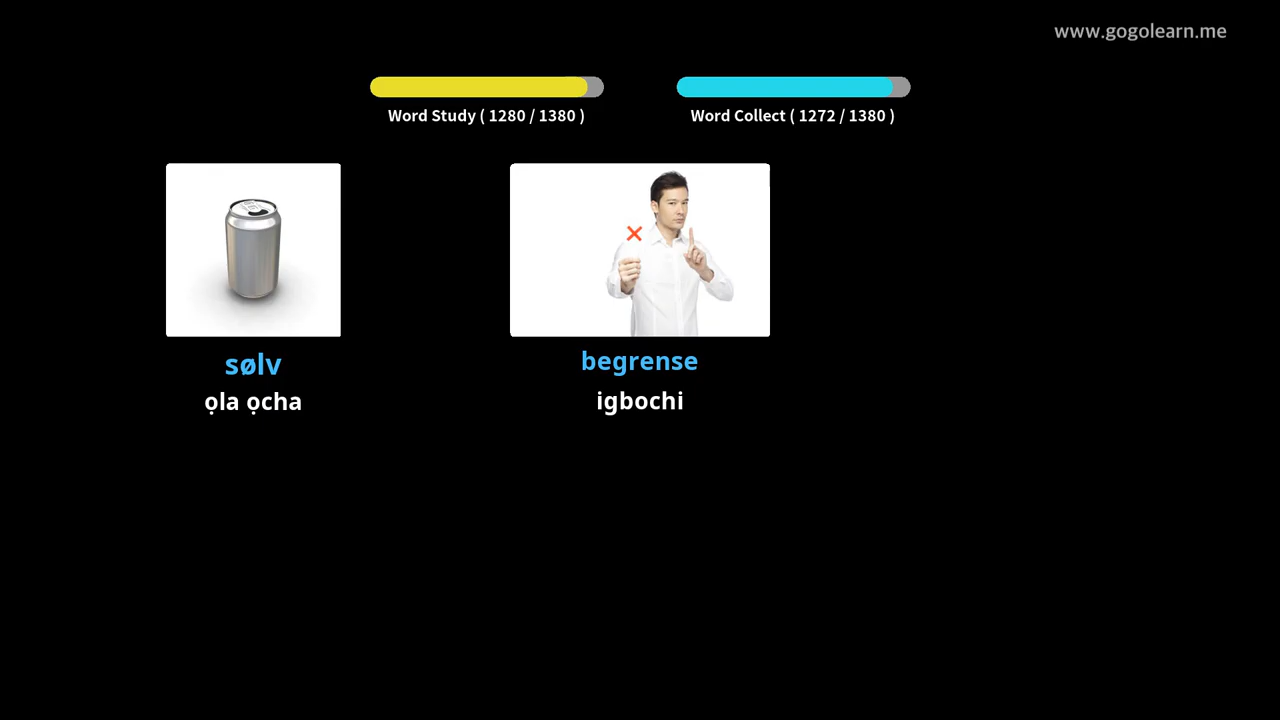 www.gogolearn.me
Word Study ( 1280 / 1380 )
Word Collect ( 1272 / 1380 )
sølv
ọla ọcha
begrense
igbochi